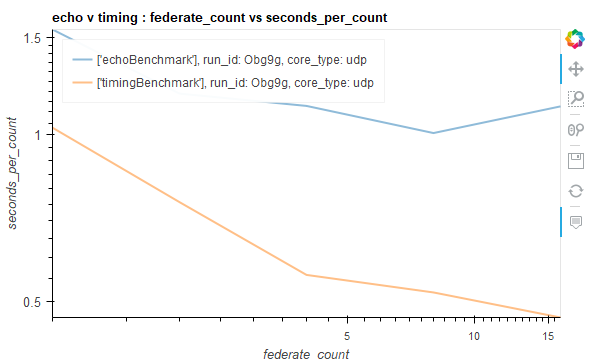 echo v timing : federate_count vs seconds_per_count
1.5
['echoBenchmark'], run_id: Obg9g, core_type: udp
['timingBenchmark'], run_id: Obg9g, core_type: udp
1
seconds_per_count
0.5
5
10
15
federate_count